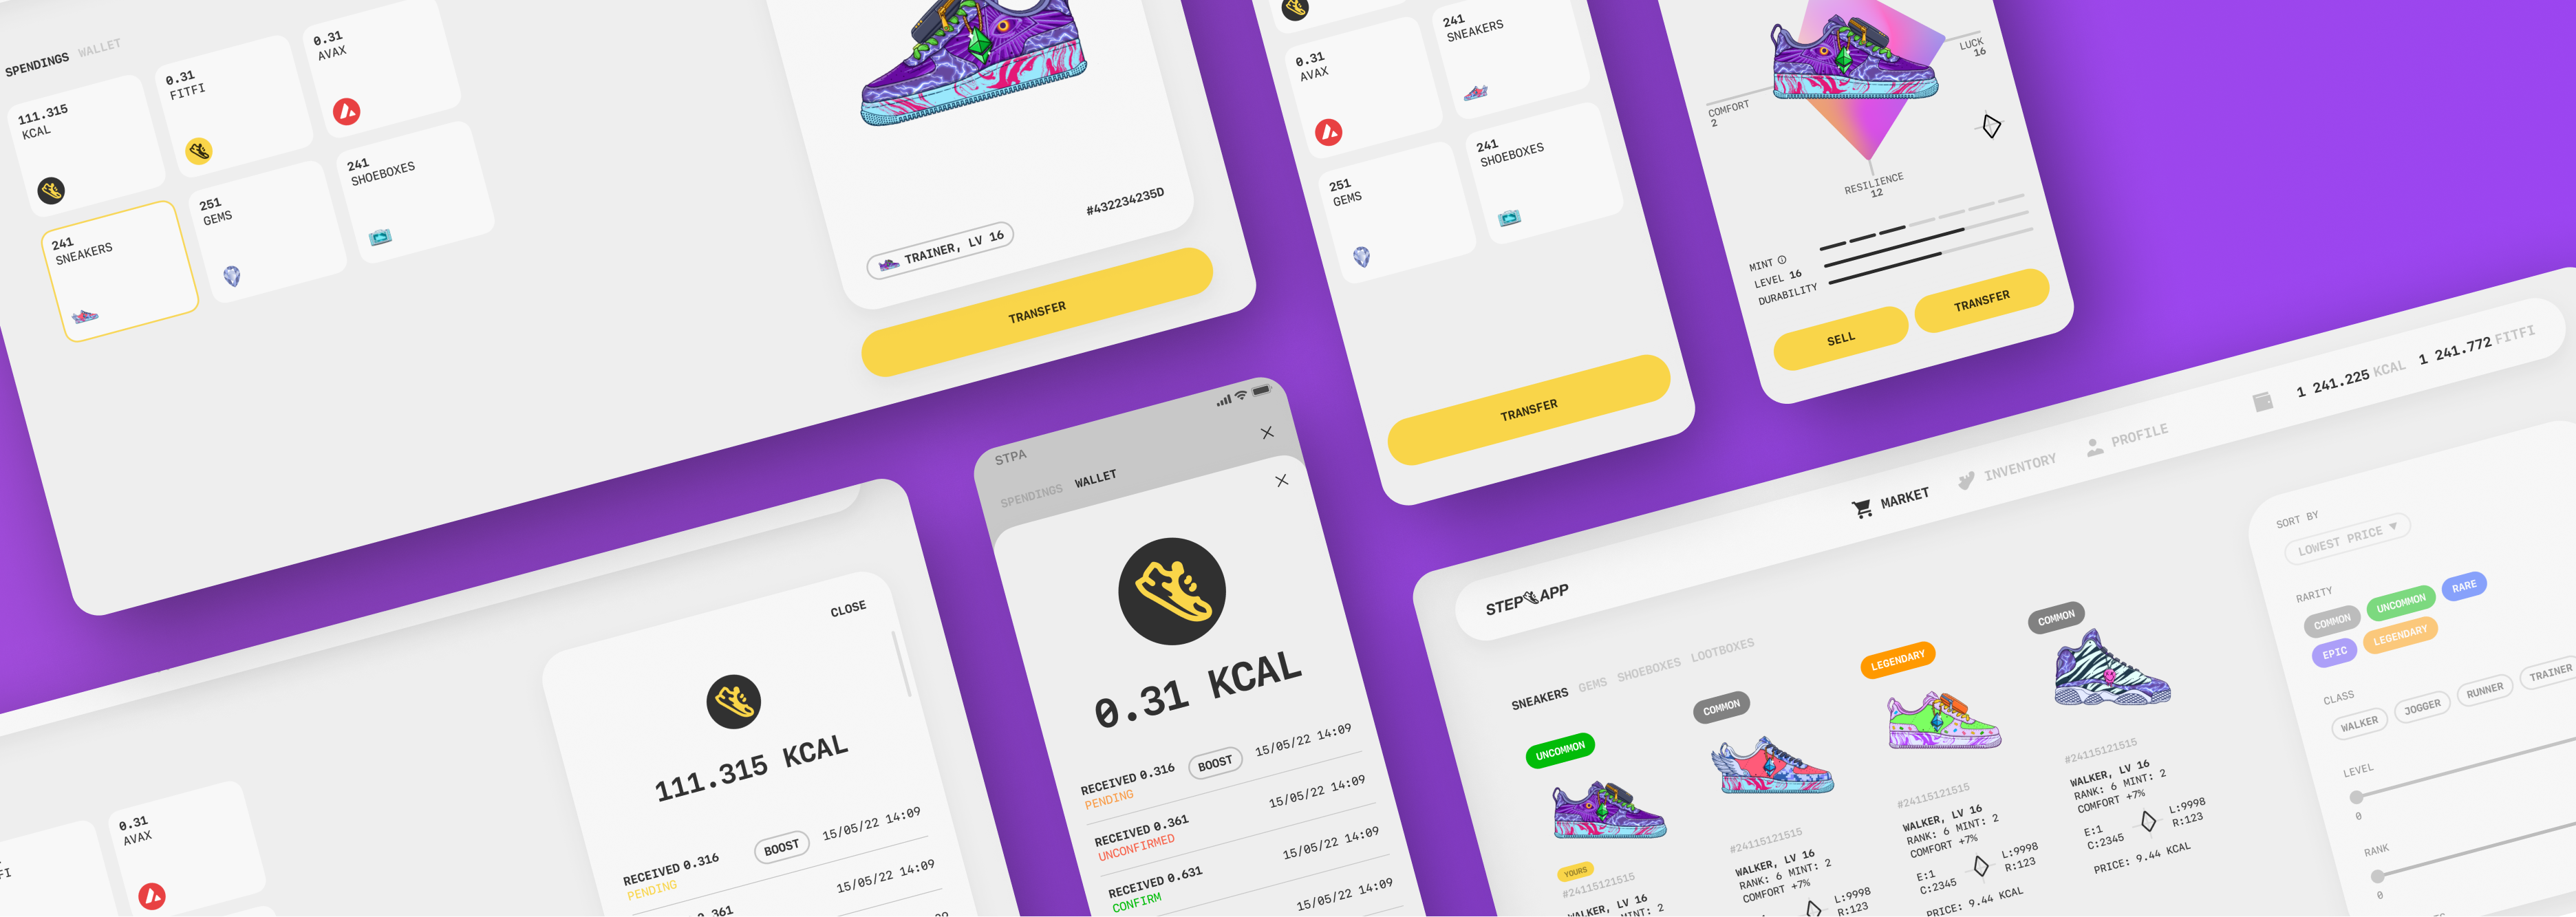 SPENDINGS WALLET
111.315
KCAL
0.31
FITFI
0.31
AVAX
241
SNEAKERS
251
GEMS
241
SHOEBOXES
TRAINER, LV 16
#432234235D
TRANSFER
0.31
AVAX
241
SNEAKERS
251
GEMS
241
SHOEBOXES
TRANSFER
LUCK
16
COMFORT
2
RESILIENCE
12
MINT
LEVEL 16
DURABILITY
SELL
TRANSFER
0.31
AVAX
CLOSE
111.315 KCAL
RECEIVED 0.316
PENDING
BOOST
15/05/22 14:09
15/05/22 14:09
STPA
SPENDINGS WALLET
0.31 KCAL
RECEIVED 0.316
PENDING
BOOST
15/05/22 14:09
RECEIVED 0.361
UNCONFIRMED
15/05/22 14:09
RECEIVED 0.631
CONFIRM
15/05/22 14:09
15/05/22 14:09
STEP APP
MARKET
INVENTORY
PROFILE
1 241.225 KCAL
1 241.772 FITFI
SNEAKERS GEMS SHOEBOXES LOOTBOXES
UNCOMMON
YOURS
#24115121515
WALKER, LV 16
MINT: 2
COMMON
#24115121515
WALKER, LV 16
RANK: 6 MINT: 2
COMFORT +7%
L:9998
R:123
LEGENDARY
#24115121515
WALKER, LV 16
RANK: 6 MINT: 2
COMFORT +7%
E:1
C:2345
L:9998
R:123
PRICE: 9.44 KCAL
COMMON
#24115121515
WALKER, LV 16
RANK: 6 MINT: 2
COMFORT +7%
E:1
C:2345
L:9998
R:123
PRICE: 9.44 KCAL
SORT BY
LOWEST PRICE ▼
RARITY
COMMON
UNCOMMON
RARE
EPIC
LEGENDARY
CLASS
WALKER
JOGGER
RUNNER
TRAINER
LEVEL
0
RANK
0